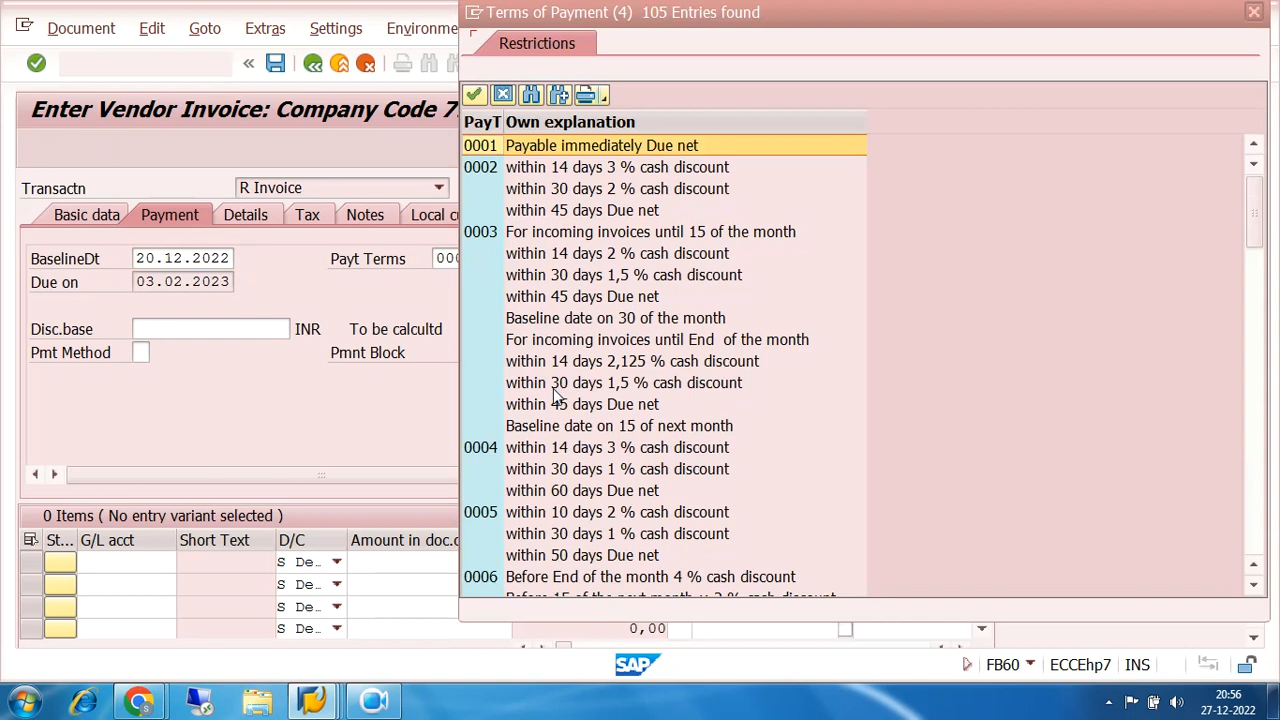 Document Edit Goto Extras Settings Environme
Enter Vendor Invoice: Company Code 7
Transactn R Invoice
Basic data Payment Details Tax Notes Local cu
BaselineDt 20.12.2022 Payt Terms 000
Due on 03.02.2023
Disc.base INR To be calcultd
Pmt Method Pmnt Block
0 Items ( No entry variant selected )
St... G/L acct Short Text D/C Amount in doc.c
S De...
S De...
S De...
S De... 0,00
Terms of Payment (4) 105 Entries found
Restrictions
PayT Own explanation
0001 Payable immediately Due net
0002 within 14 days 3 % cash discount
within 30 days 2 % cash discount
within 45 days Due net
0003 For incoming invoices until 15 of the month
within 14 days 2 % cash discount
within 30 days 1,5 % cash discount
within 45 days Due net
Baseline date on 30 of the month
For incoming invoices until End of the month
within 14 days 2,125 % cash discount
within 30 days 1,5 % cash discount
within 45 days Due net
Baseline date on 15 of next month
0004 within 14 days 3 % cash discount
within 30 days 1 % cash discount
within 60 days Due net
0005 within 10 days 2 % cash discount
within 30 days 1 % cash discount
within 50 days Due net
0006 Before End of the month 4 % cash discount
SAP FB60 ECCEhp7 INS
20:56
27-12-2022